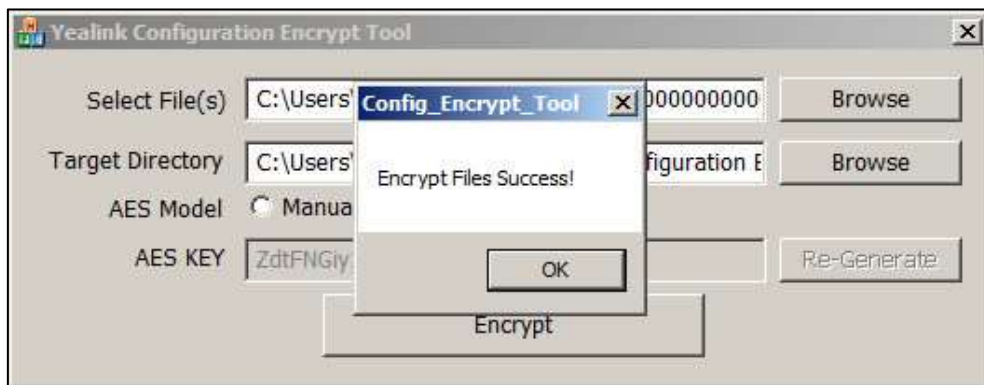 Yealink Configuration Encrypt Tool
Select File(s) C:\Users\ 000000000 Browse
Config_Encrypt_Tool
Target Directory C:\Users\ figuration E Browse
Encrypt Files Success!
AES Model Manua
AES KEY ZdtFNGiy Re-Generate
OK
Encrypt